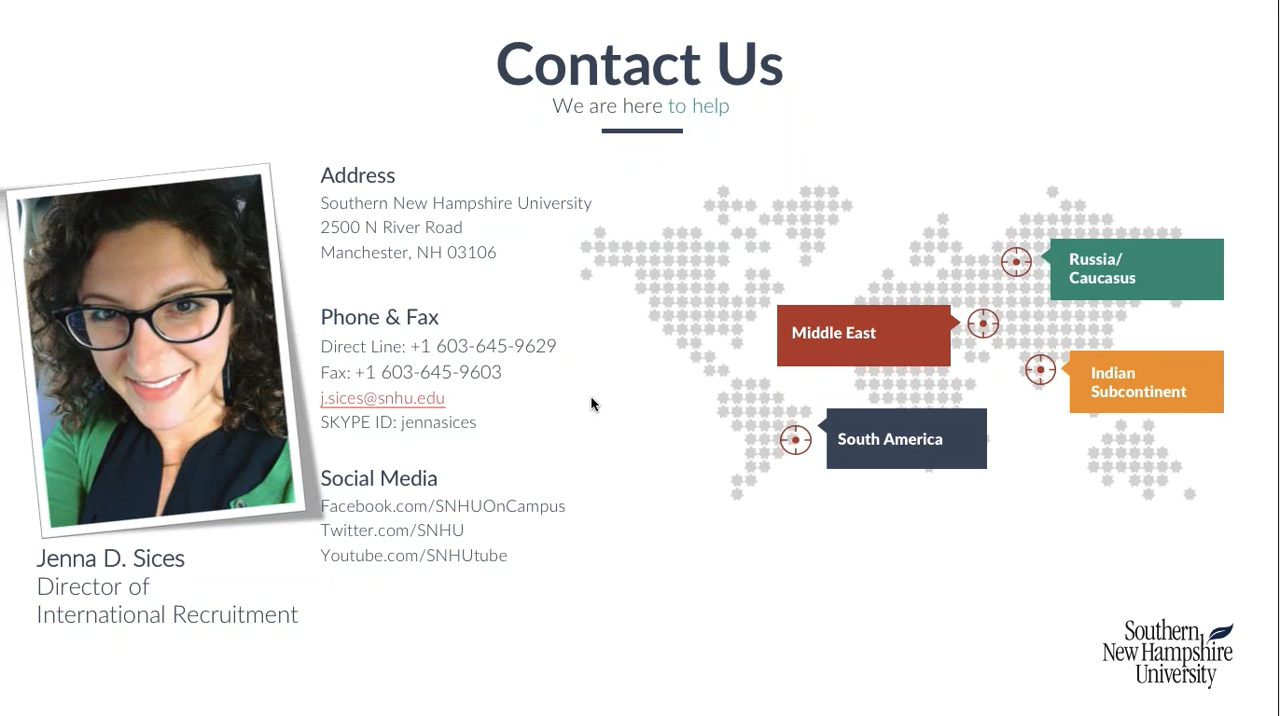 Contact Us
We are here to help
Address
Southern New Hampshire University
2500 N River Road
Manchester, NH 03106
Phone & Fax
Direct Line: +1 603-645-9629
Fax: +1 603-645-9603
j.sices@snhu.edu
SKYPE ID: jennasices
Social Media
Facebook.com/SNHUOnCampus
Twitter.com/SNHU
Youtube.com/SNHUtube
Jenna D. Sices
Director of
International Recruitment
Russia/
Caucasus
Middle East
Indian
Subcontinent
South America
Southern
New Hampshire
University